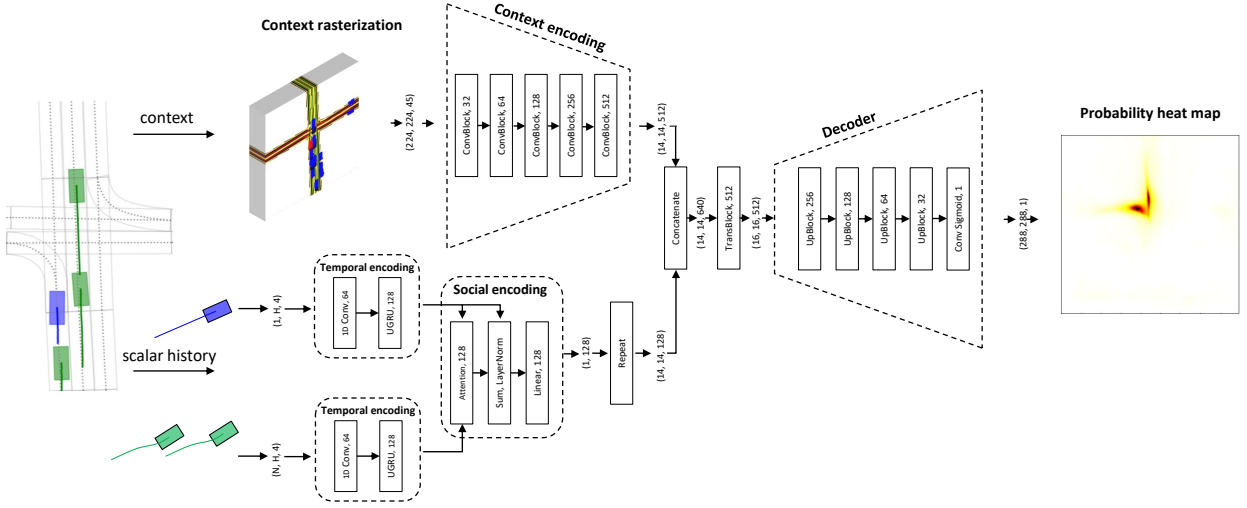 Context rasterization
Context encoding
context
(224, 224, 45)
ConvBlock, 32
ConvBlock, 64
ConvBlock, 128
ConvBlock, 256
ConvBlock, 512
(14, 14, 512)
Decoder
Probability heat map
Concatenate
(14, 14, 640)
TransBlock, 512
(16, 16, 512)
UpBlock, 256
UpBlock, 128
UpBlock, 64
UpBlock, 32
Conv Sigmoid, 1
(288, 288, 1)
scalar history
(1, H, 4)
Temporal encoding
1D Conv, 64
UGRU, 128
Social encoding
Attention, 128
Sum, LayerNorm
Linear, 128
(1, 128)
Repeat
(14, 14, 128)
(N, H, 4)
Temporal encoding
1D Conv, 64
UGRU, 128